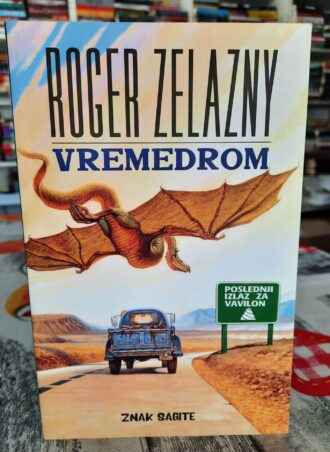 ROGER ZELAZNY
VREMEDROM
POSLEDNJI
IZLAZ ZA
VAVILON
ZNAK SAGITE